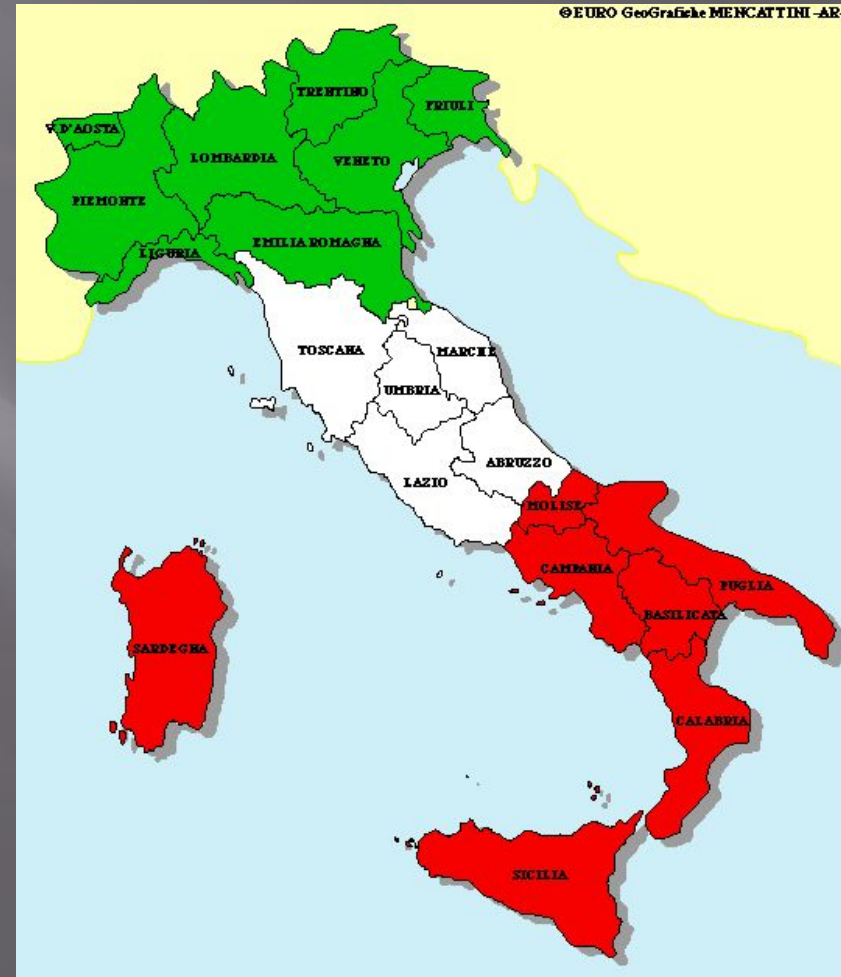 ©EURO GeoGrafiche MENCATTINI -AR-
TRENTINO
FRIULI
V.D'AOSTA
LOMBARDIA
VENETO
PIEMONTE
EMILIA ROMAGNA
LIGURIA
TOSCANA
MARCHE
UMBRIA
ABRUZZO
LAZIO
MOLISE
CAMPANIA
PUGLIA
BASILICATA
SARDEGNA
CALABRIA
SICILIA